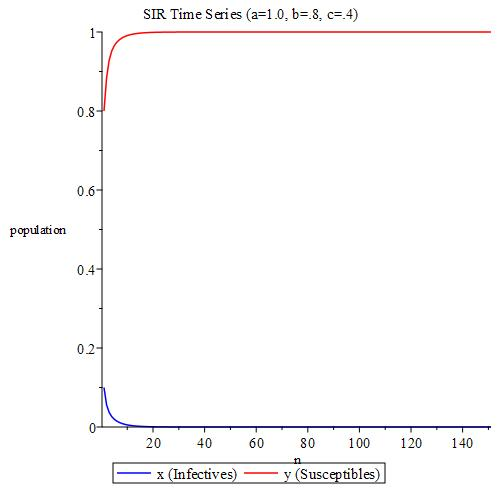 SIR Time Series (a=1.0, b=.8, c=.4)
1
0.8
0.6
population
0.4
0.2
0
20 40 60 80 100 120 140
n
x (Infectives) y (Susceptibles)